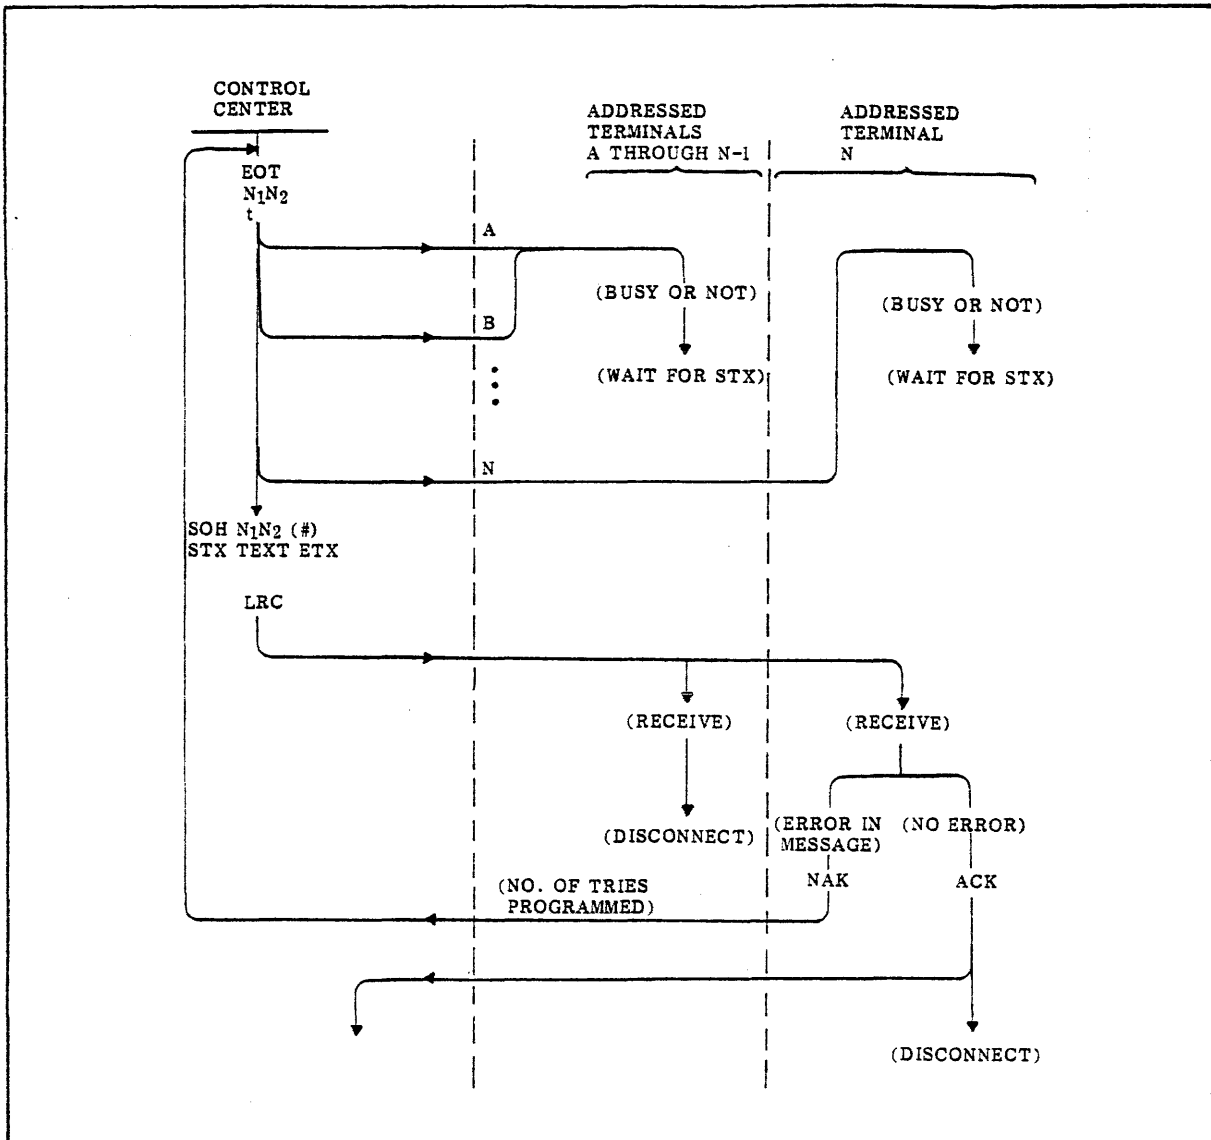 CONTROL
CENTER
ADDRESSED
TERMINALS
A THROUGH N-1
ADDRESSED
TERMINAL
N
EOT
N1N2
t
A
(BUSY OR NOT)
(BUSY OR NOT)
B
(WAIT FOR STX)
(WAIT FOR STX)
N
SOH N1N2 (#)
STX TEXT ETX
LRC
(RECEIVE)
(RECEIVE)
(DISCONNECT)
(ERROR IN
MESSAGE)
(NO ERROR)
NAK
ACK
(NO. OF TRIES
PROGRAMMED)
(DISCONNECT)